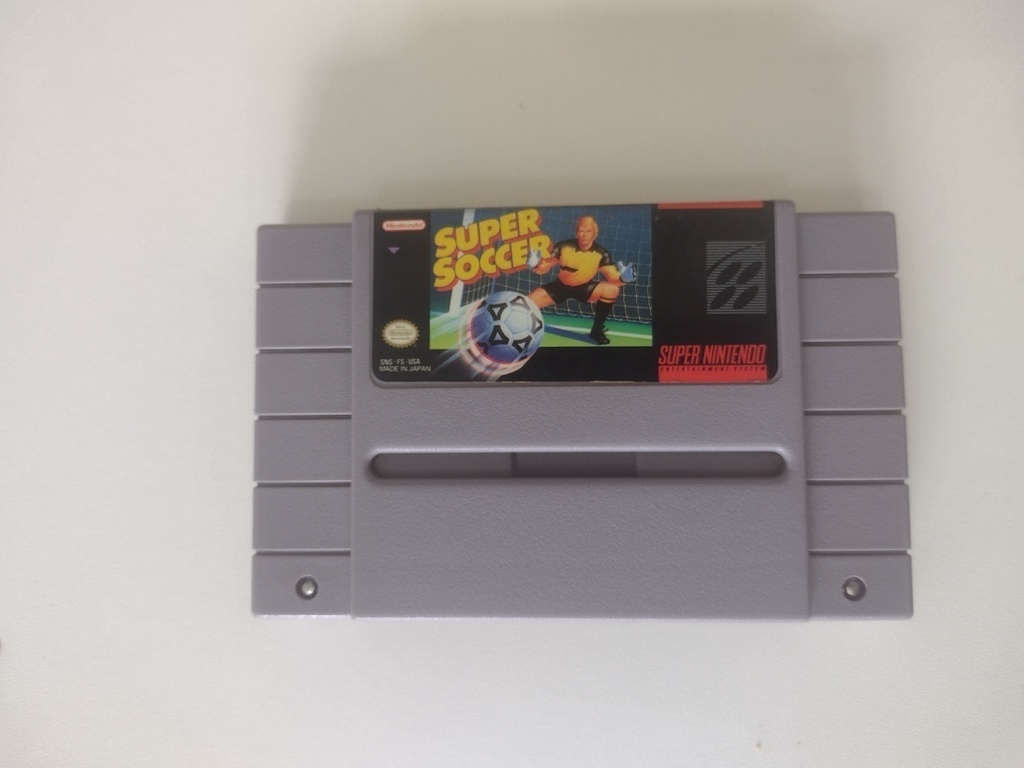 Nintendo
SUPER
SOCCER
SNS-FS-USA
MADE IN JAPAN
SUPER NINTENDO
ENTERTAINMENT SYSTEM